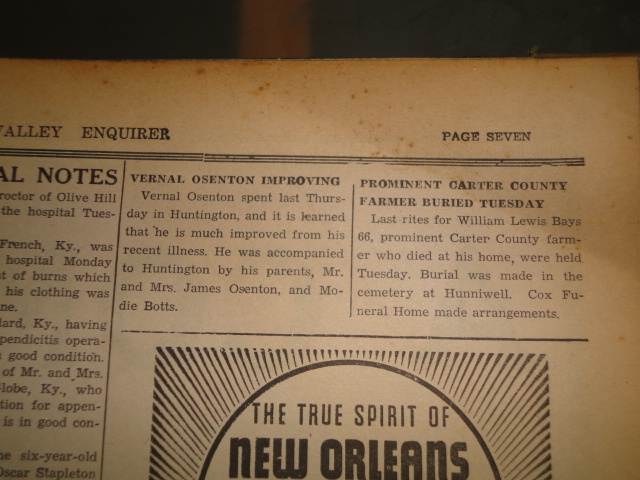 VALLEY ENQUIRER
PAGE SEVEN
AL NOTES
roctor of Olive Hill
the hospital Tues-
French, Ky., was
hospital Monday
t of burns which
his clothing was
ne.
lard, Ky., having
pendicitis opera-
good condition.
of Mr. and Mrs.
Globe, Ky., who
tion for appen-
is in good con-
he six-year-old
Oscar Stapleton
VERNAL OSENTON IMPROVING
Vernal Osenton spent last Thurs-
day in Huntington, and it is learned
that he is much improved from his
recent illness. He was accompanied
to Huntington by his parents, Mr.
and Mrs. James Osenton, and Mo-
die Botts.
PROMINENT CARTER COUNTY
FARMER BURIED TUESDAY
Last rites for William Lewis Bays
66, prominent Carter County farm-
er who died at his home, were held
Tuesday. Burial was made in the
cemetery at Hunniwell. Cox Fu-
neral Home made arrangements.
THE TRUE SPIRIT OF
NEW ORLEANS